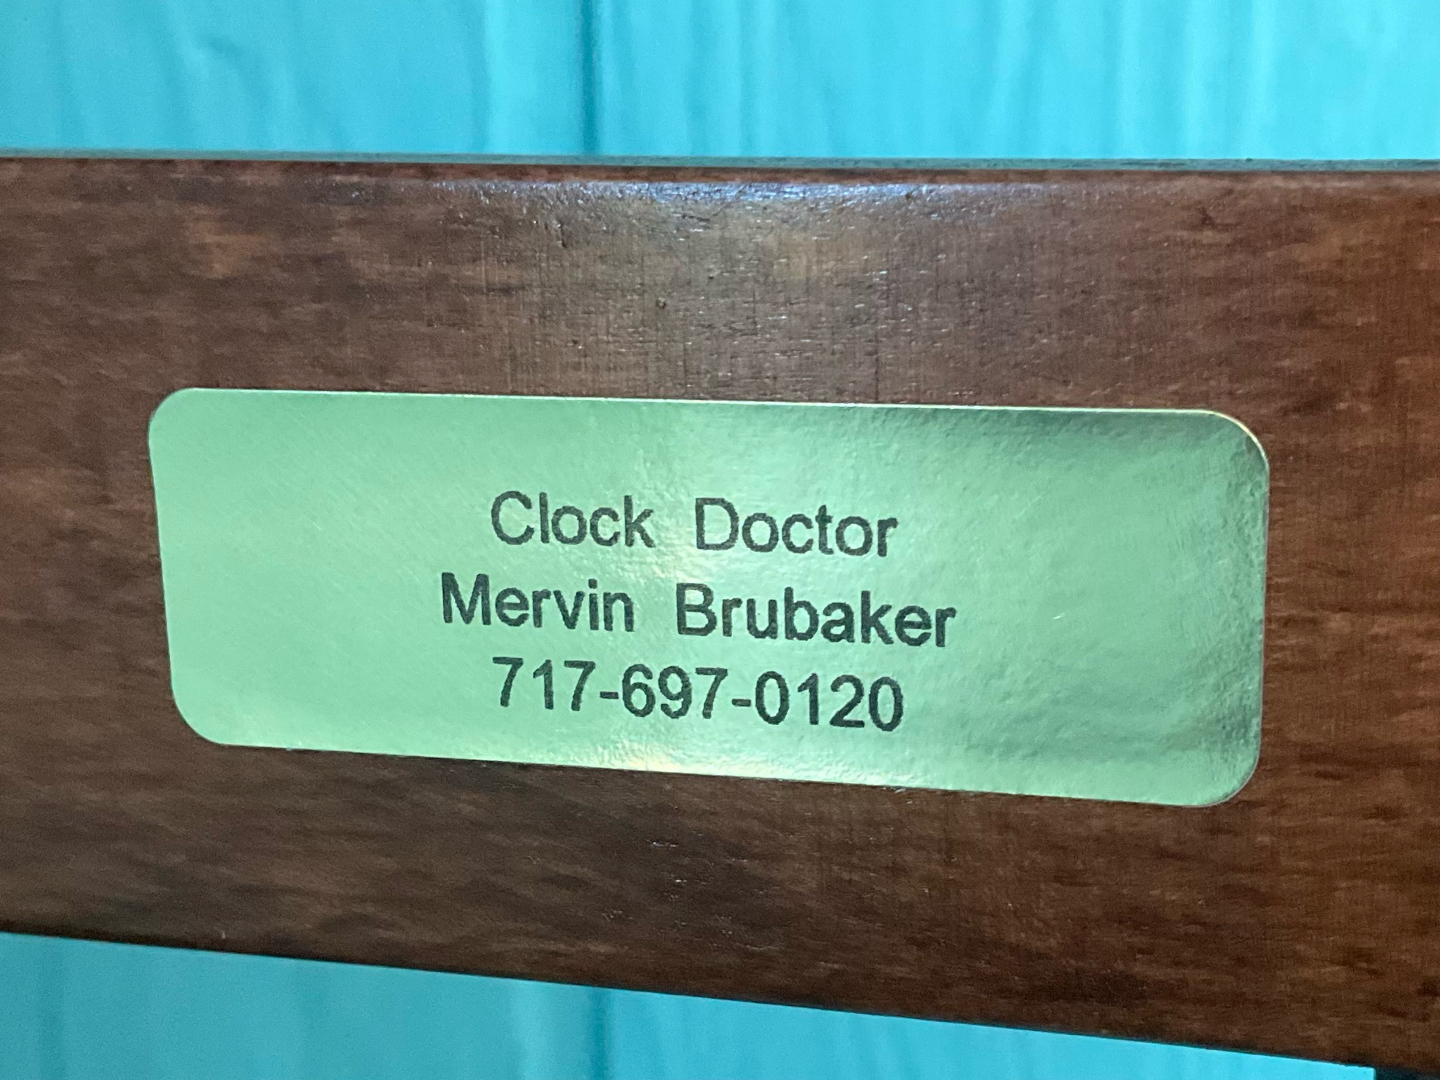 Clock Doctor
Mervin Brubaker
717-697-0120